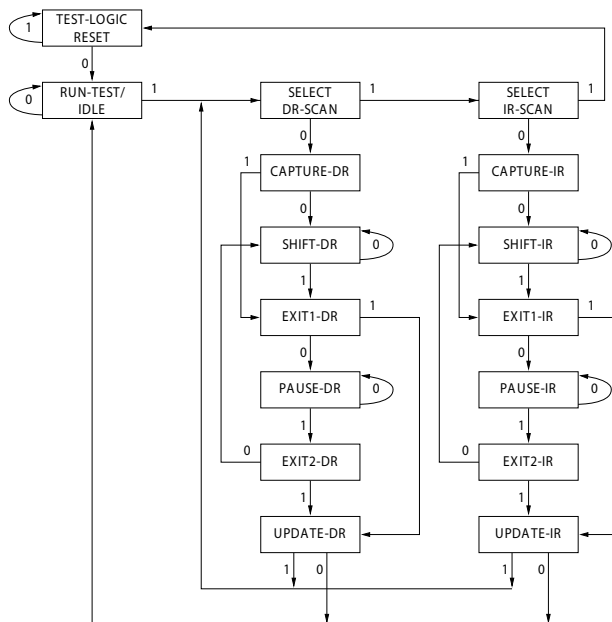 1
TEST-LOGIC
RESET
0
0
RUN-TEST/
IDLE
1
SELECT
DR-SCAN
1
SELECT
IR-SCAN
1
0
0
1
CAPTURE-DR
1
CAPTURE-IR
0
0
SHIFT-DR
0
SHIFT-IR
0
1
1
EXIT1-DR
1
EXIT1-IR
1
0
0
PAUSE-DR
0
PAUSE-IR
0
1
1
0
EXIT2-DR
0
EXIT2-IR
1
1
UPDATE-DR
UPDATE-IR
1
0
1
0